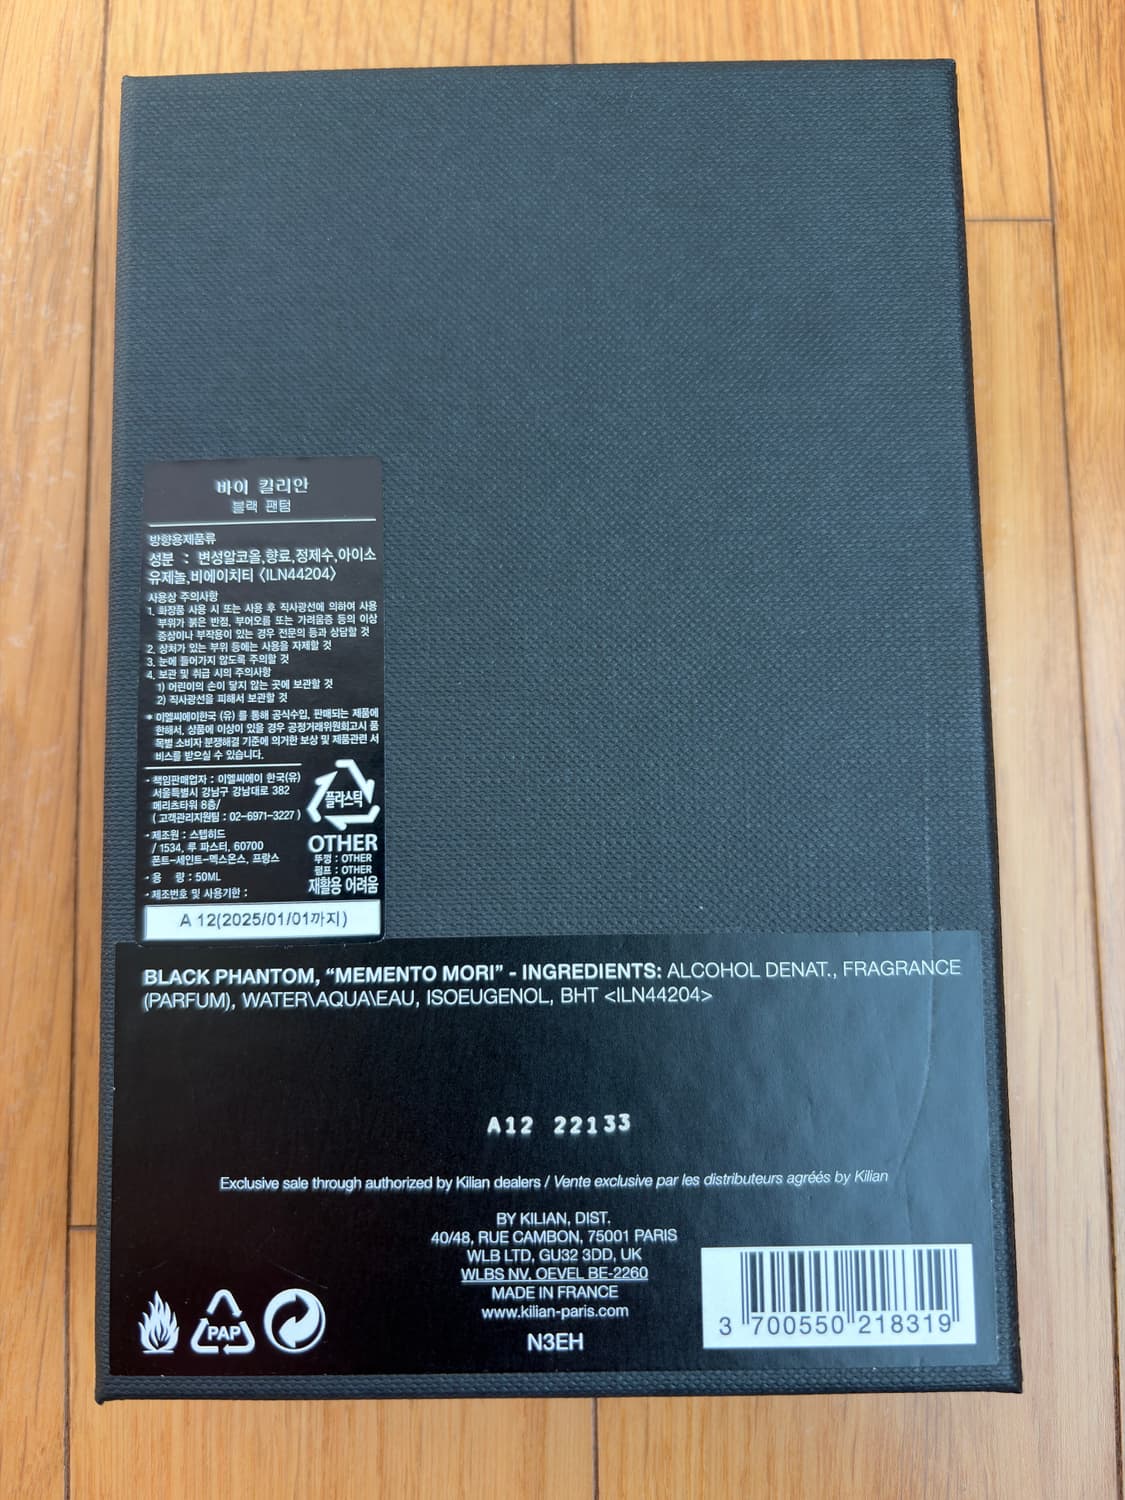 바이 킬리안
블랙 팬텀
방향용제품류
성분 : 변성알코올,향료,정제수,아이소
유제놀,비에이치티 <ILN44204>
사용상 주의사항
1. 화장품 사용 시 또는 사용 후 직사광선에 의하여 사용
부위가 붉은 반점, 부어오름 또는 가려움증 등의 이상
증상이나 부작용이 있는 경우 전문의 등과 상담할 것
2. 상처가 있는 부위 등에는 사용을 자제할 것
3. 눈에 들어가지 않도록 주의할 것
4. 보관 및 취급 시의 주의사항
1) 어린이의 손이 닿지 않는 곳에 보관할 것
2) 직사광선을 피해서 보관할 것
* 이엘씨에이한국 (유) 를 통해 공식수입, 판매되는 제품에
한해서, 상품에 이상이 있을 경우 공정거래위원회고시 품
목별 소비자 분쟁해결 기준에 의거한 보상 및 제품관련 서
비스를 받으실 수 있습니다.
- 책임판매업자 : 이엘씨에이 한국(유)
서울특별시 강남구 강남대로 382
메리츠타워 8층/
( 고객관리지원팀 : 02-6971-3227 )
- 제조원 : 스텝히드
/ 1534, 루 파스터, 60700
폰트-세인트-멕스온스, 프랑스
- 용 량 : 50ML
- 제조번호 및 사용기한 :
플라스틱
OTHER
뚜껑 : OTHER
펌프 : OTHER
재활용 어려움
A 12(2025/01/01까지)
BLACK PHANTOM, “MEMENTO MORI” - INGREDIENTS: ALCOHOL DENAT., FRAGRANCE
(PARFUM), WATER\AQUA\EAU, ISOEUGENOL, BHT <ILN44204>
A12 22133
Exclusive sale through authorized by Kilian dealers / Vente exclusive par les distributeurs agréés by Kilian
BY KILIAN, DIST.
40/48, RUE CAMBON, 75001 PARIS
WLB LTD, GU32 3DD, UK
WLBS NV, OEVEL BE-2260
MADE IN FRANCE
www.kilian-paris.com
N3EH
PAP
3 700550 218319